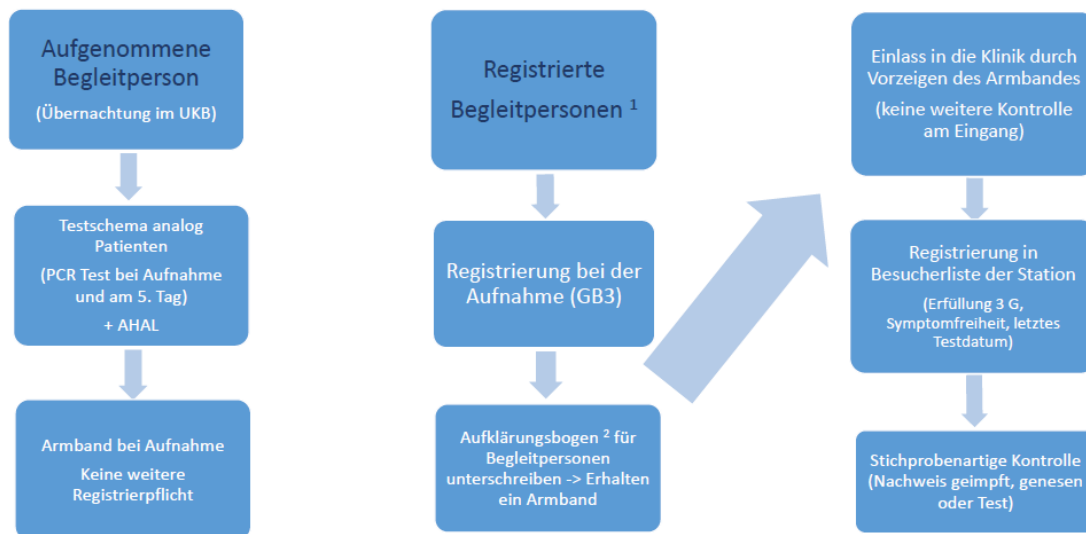 Aufgenommene
Begleitperson
(Übernachtung im UKB)
Testschema analog
Patienten
(PCR Test bei Aufnahme
und am 5. Tag)
+ AHAL
Armband bei Aufnahme
Keine weitere
Registrierpflicht
Registrierte
Begleitpersonen ¹
Registrierung bei der
Aufnahme (GB3)
Aufklärungsbogen ² für
Begleitpersonen
unterschreiben -> Erhalten
ein Armband
Einlass in die Klinik durch
Vorzeigen des Armbandes
(keine weitere Kontrolle
am Eingang)
Registrierung in
Besucherliste der Station
(Erfüllung 3 G,
Symptomfreiheit, letztes
Testdatum)
Stichprobenartige Kontrolle
(Nachweis geimpft, genesen
oder Test)